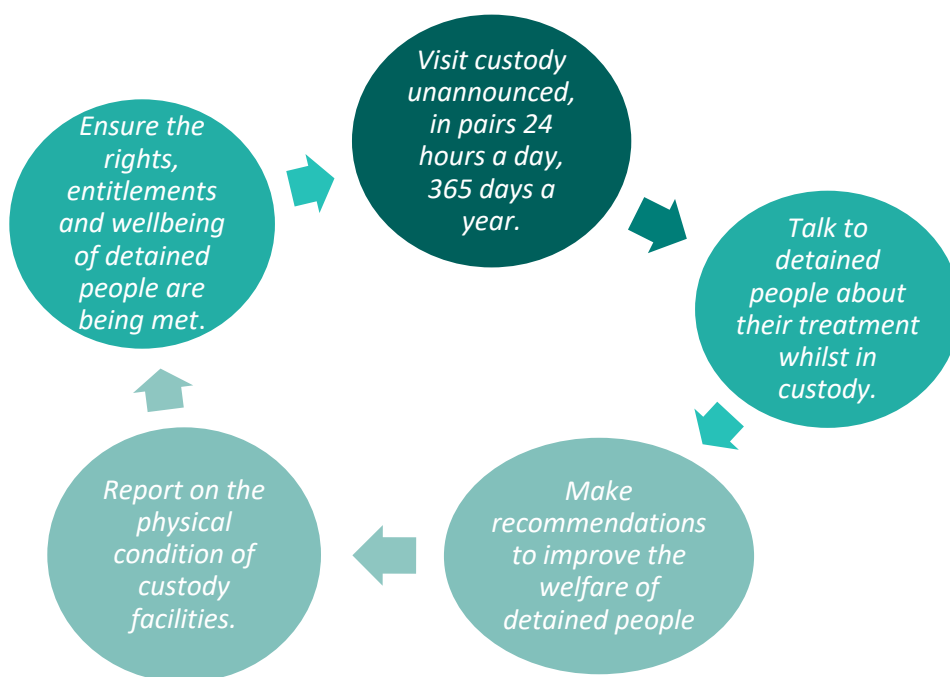 Visit custody
unannounced,
in pairs 24
hours a day,
365 days a
year.
Talk to
detained
people about
their treatment
whilst in
custody.
Make
recommendations
to improve the
welfare of
detained people
Report on the
physical
condition of
custody
facilities.
Ensure the
rights,
entitlements
and wellbeing
of detained
people are
being met.